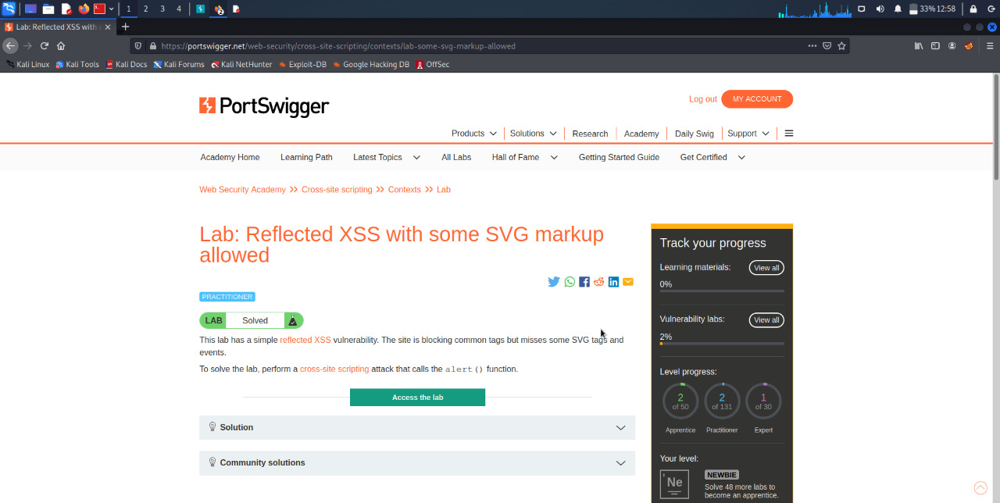 1 2 3 4 2 33% 12:58
Lab: Reflected XSS with s
https://portswigger.net/web-security/cross-site-scripting/contexts/lab-some-svg-markup-allowed
Kali Linux Kali Tools Kali Docs Kali Forums Kali NetHunter Exploit-DB Google Hacking DB OffSec
PortSwigger
Log out MY ACCOUNT
Products Solutions Research Academy Daily Swig Support
Academy Home Learning Path Latest Topics All Labs Hall of Fame Getting Started Guide Get Certified
Web Security Academy Cross-site scripting Contexts Lab
Lab: Reflected XSS with some SVG markup
allowed
PRACTITIONER
LAB Solved
This lab has a simple reflected XSS vulnerability. The site is blocking common tags but misses some SVG tags and
events.
To solve the lab, perform a cross-site scripting attack that calls the alert() function.
Access the lab
Solution
Community solutions
Track your progress
Learning materials: View all
0%
Vulnerability labs: View all
2%
Level progress:
2 2 1
of 50 of 131 of 30
Apprentice Practitioner Expert
Your level:
Ne NEWBIE
Solve 48 more labs to
become an apprentice.